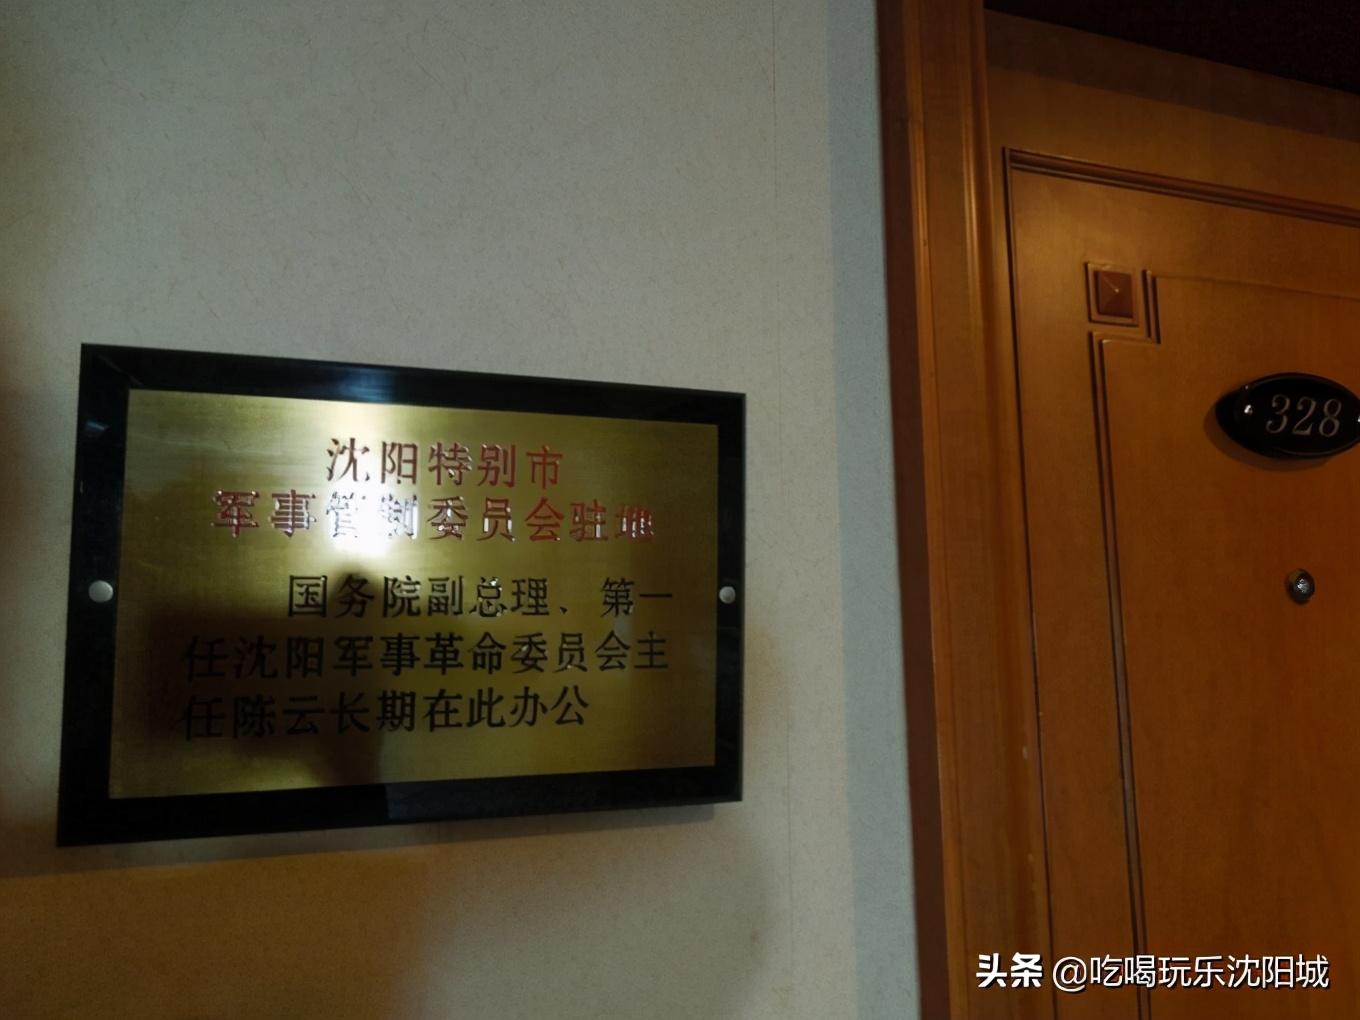 沈阳特别市
军事管制委员会驻地
国务院副总理、第一
任沈阳军事革命委员会主
任陈云长期在此办公
328
头条 @吃喝玩乐沈阳城